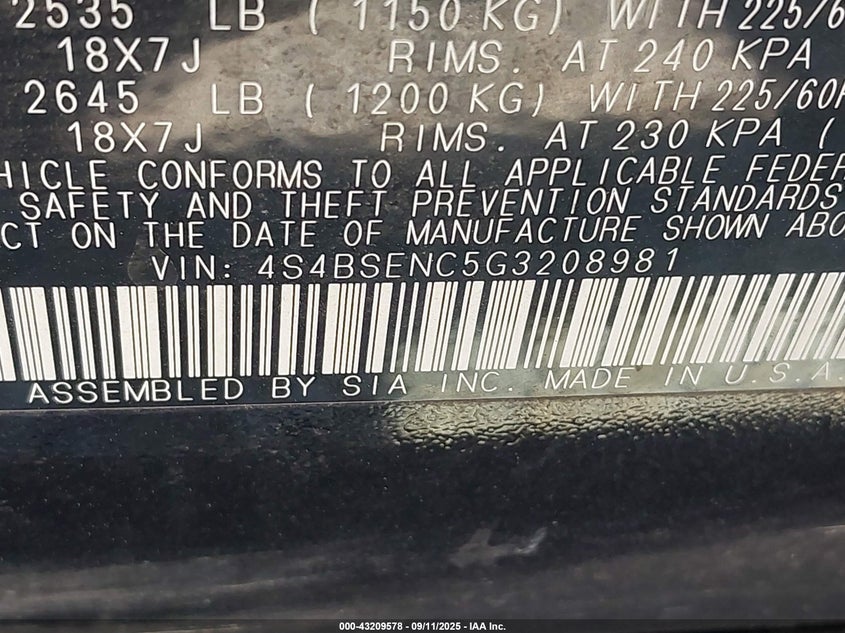 2535 LB ( 1150 KG) WITH 225/6
18X7J RIMS. AT 240 KPA
2645 LB ( 1200 KG) WITH 225/60
18X7J RIMS. AT 230 KPA (
HICLE CONFORMS TO ALL APPLICABLE FEDER
SAFETY AND THEFT PREVENTION STANDARDS
CT ON THE DATE OF MANUFACTURE SHOWN ABO
VIN: 4S4BSENC5G3208981
ASSEMBLED BY SIA INC. MADE IN U.S.A.
000-43209578 - 09/11/2025 - IAA Inc.